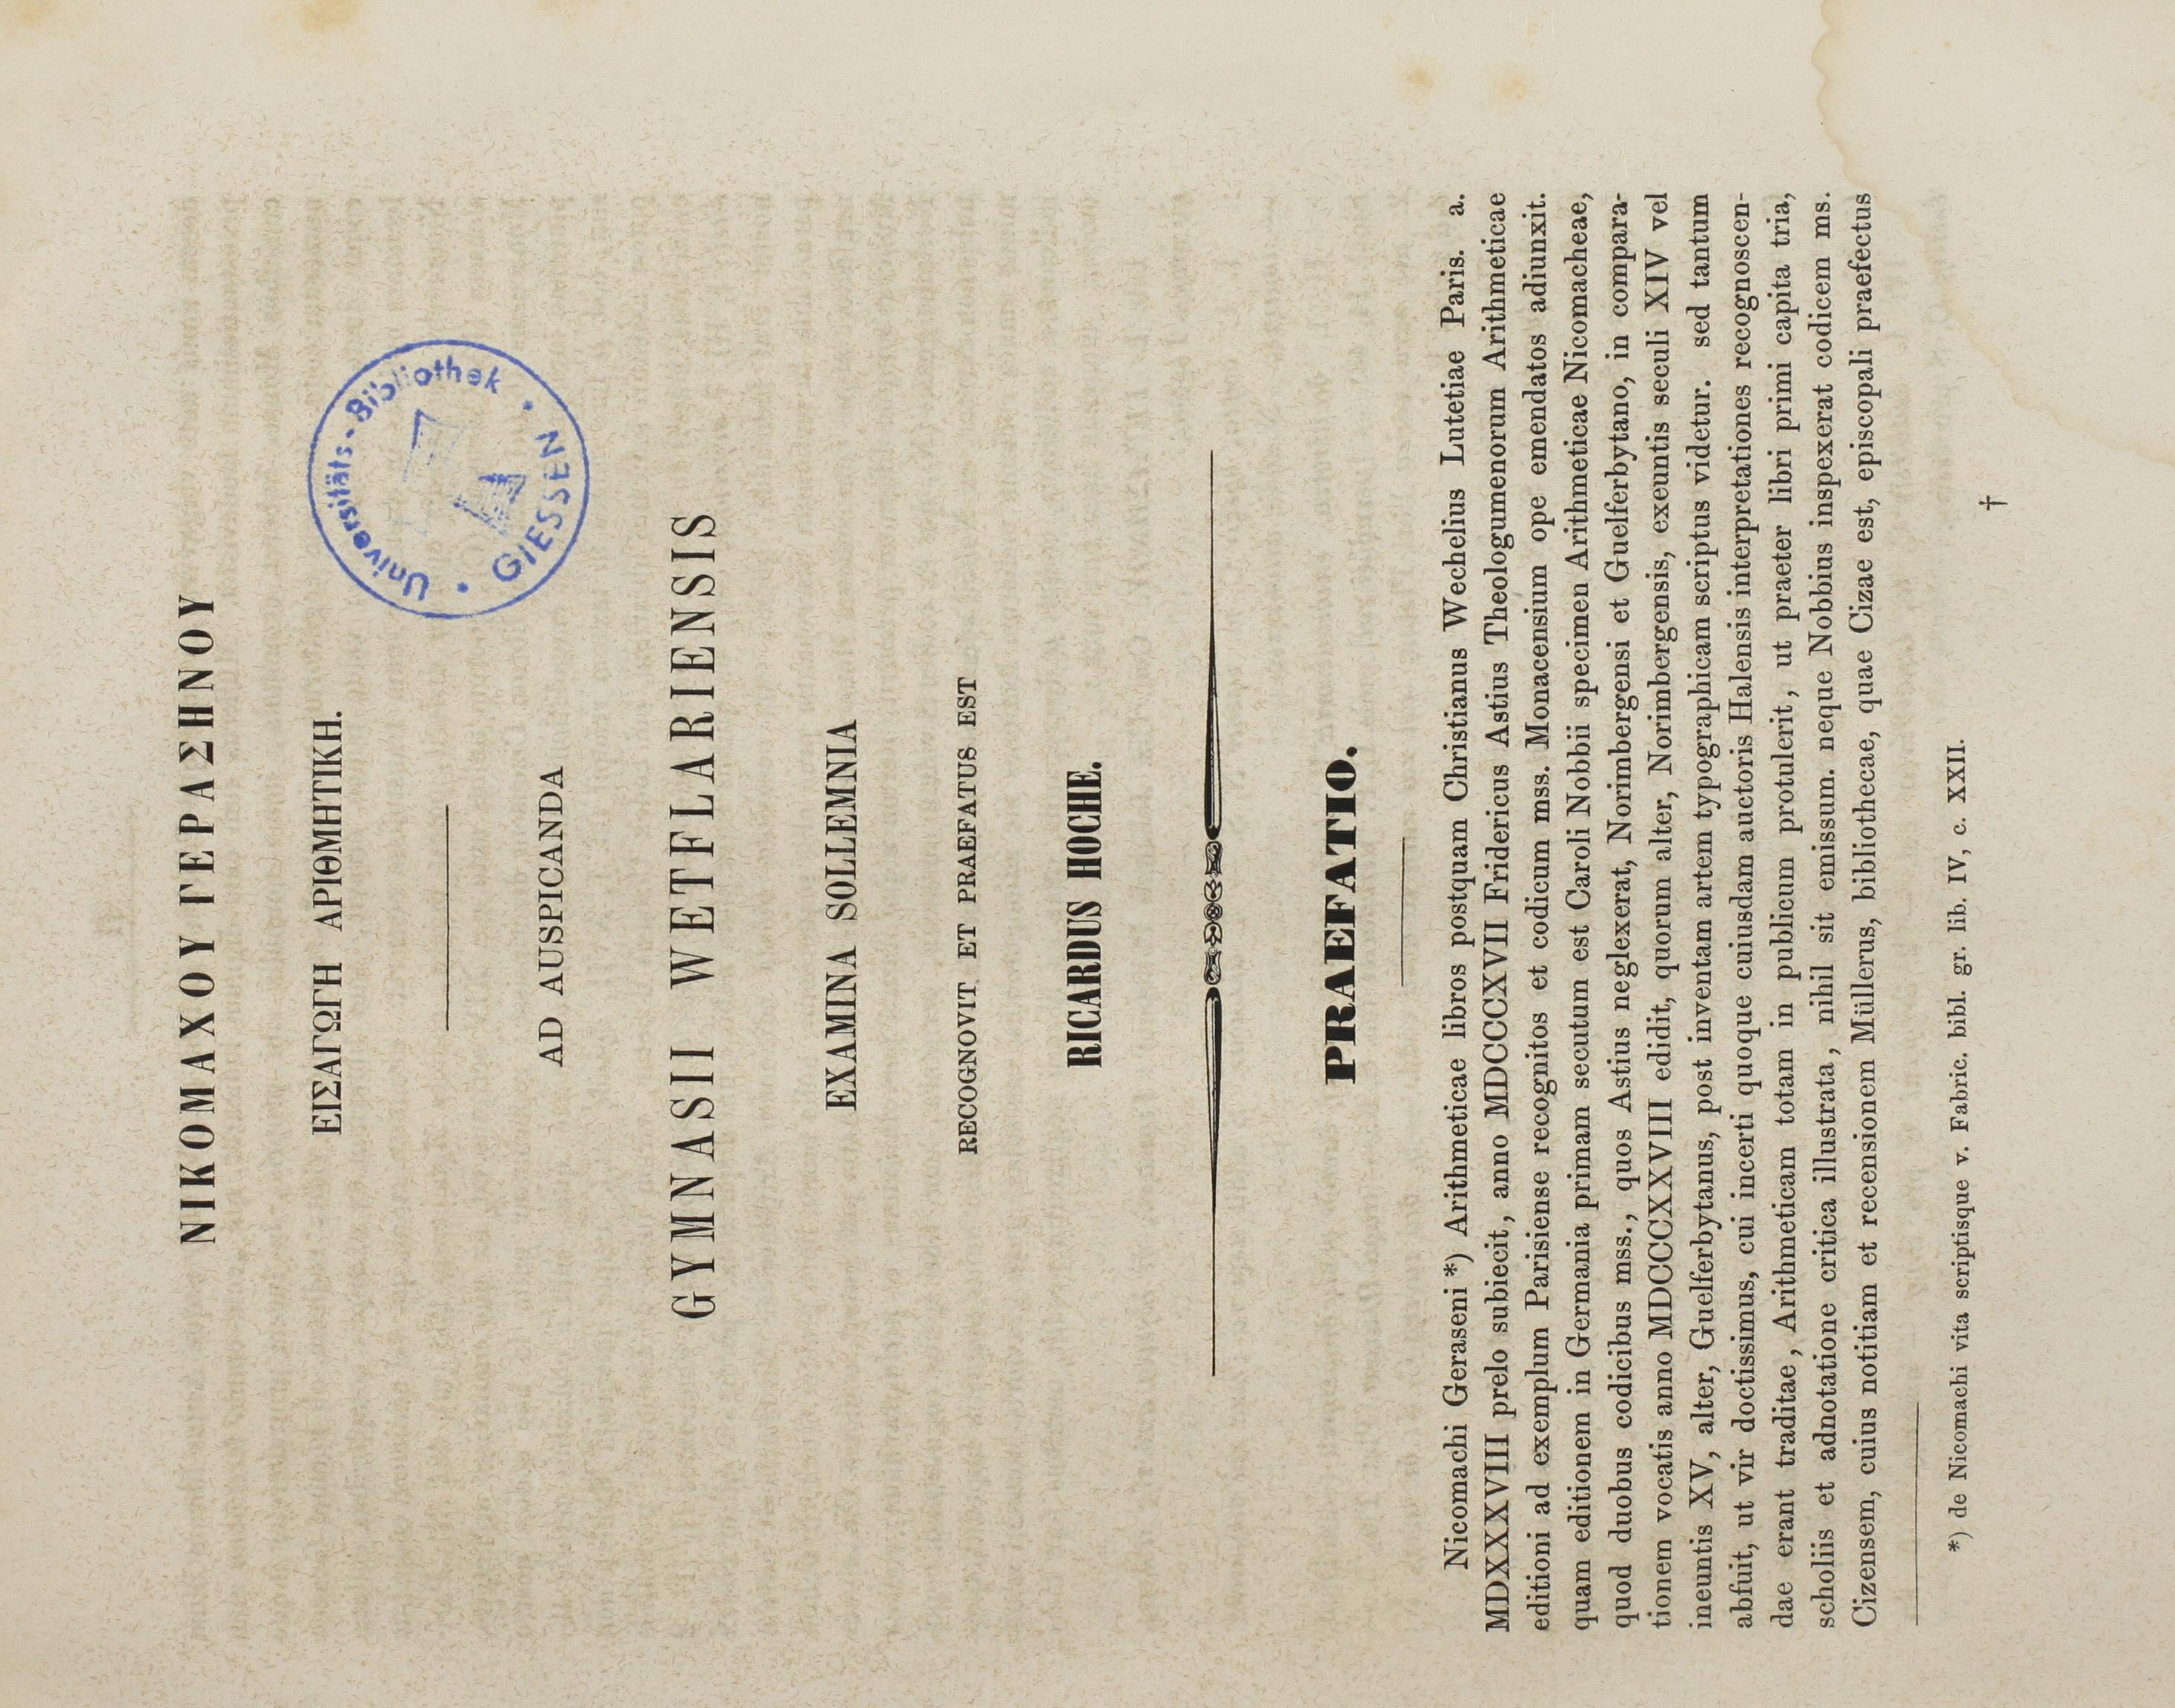 ΝΙΚΟΜΑΧΟΥ ΓΕΡΑΣΗΝΟΥ
ΕΙΣΑΓΩΓΗ ΑΡΙΘΜΗΤΙΚΗ.
Universitäts-Bibliothek
GIESSEN
AD AUSPICANDA
GYMNASII WETFLARIENSIS
EXAMINA SOLLEMNIA
RECOGNOVIT ET PRAEFATUS EST
RICARDUS HOCHE.
PRAEFATIO.
Nicomachi Geraseni *) Arithmeticae libros postquam Christianus Wechelius Lutetiae Paris. a.
MDXXXVIII prelo subiecit, anno MDCCCXVII Fridericus Astius Theologumenorum Arithmeticae
editioni ad exemplum Parisiense recognitos et codicum mss. Monacensium ope emendatos adiunxit.
quam editionem in Germania primam secutum est Caroli Nobbii specimen Arithmeticae Nicomacheae,
quod duobus codicibus mss., quos Astius neglexerat, Norimbergensi et Guelferbytano, in compara-
tionem vocatis anno MDCCCXXVIII edidit, quorum alter, Norimbergensis, exeuntis seculi XIV vel
ineuntis XV, alter, Guelferbytanus, post inventam artem typographicam scriptus videtur. sed tantum
abfuit, ut vir doctissimus, cui incerti quoque cuiusdam auctoris Halensis interpretationes recognoscen-
dae erant traditae, Arithmeticam totam in publicum protulerit, ut praeter libri primi capita tria,
scholiis et adnotatione critica illustrata, nihil sit emissum. neque Nobbius inspexerat codicem ms.
Cizensem, cuius notitiam et recensionem Müllerus, bibliothecae, quae Cizae est, episcopali praefectus
*) de Nicomachi vita scriptisque v. Fabric. bibl. gr. lib. IV, c. XXII.
†